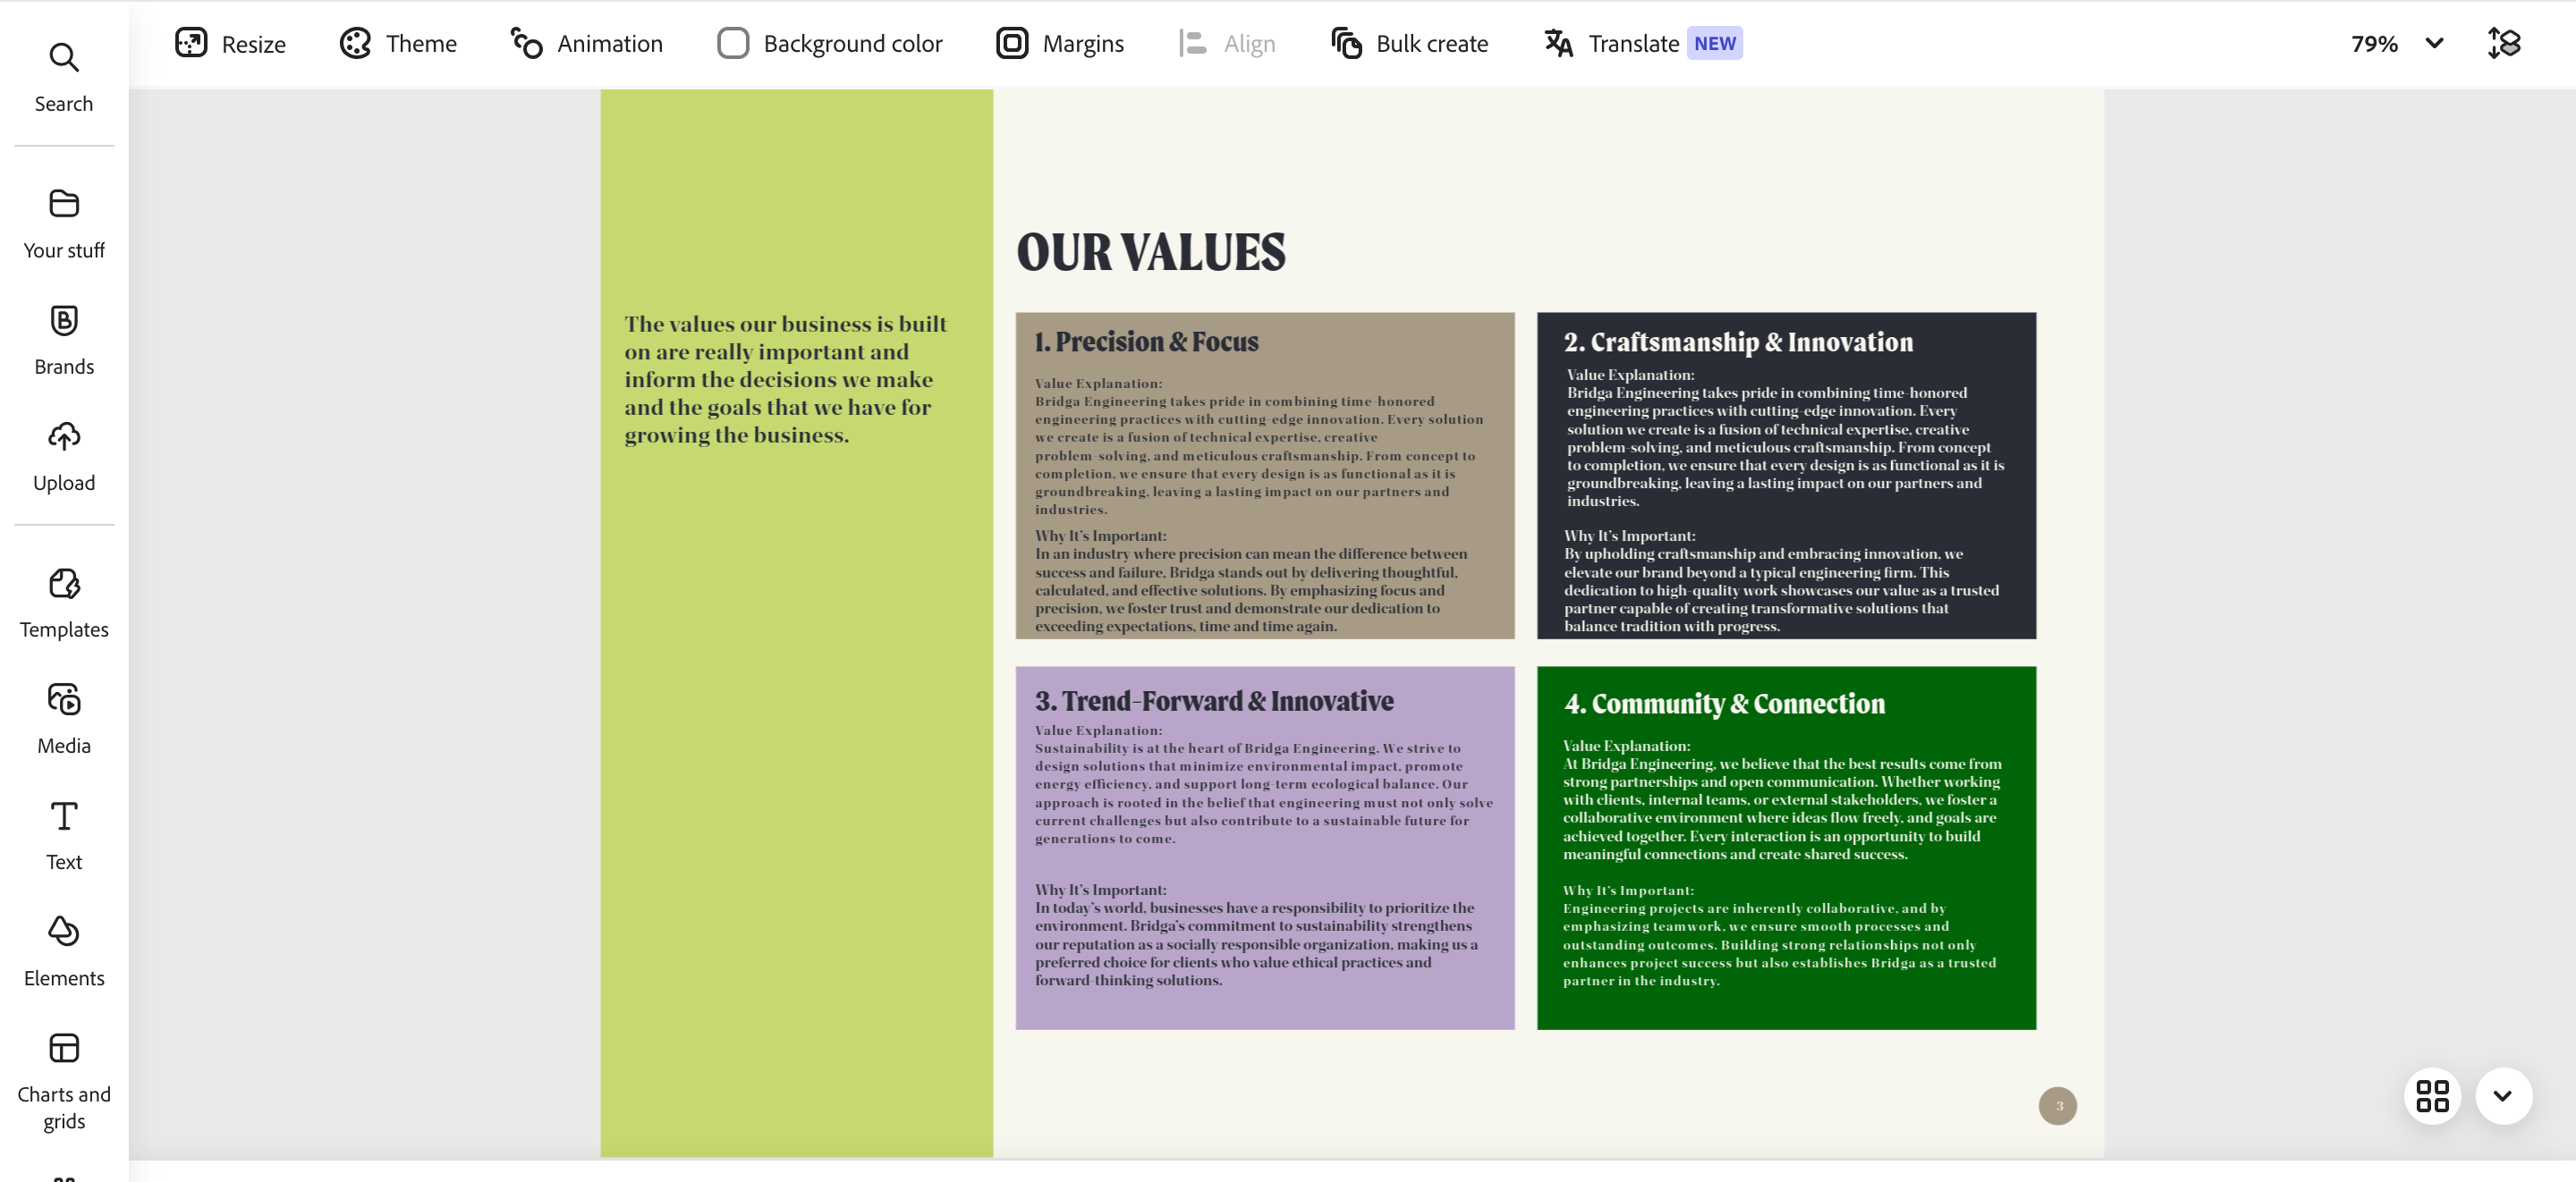 Resize
Theme
Animation
Background color
Margins
Align
Bulk create
Translate NEW
79%
Search
Your stuff
Brands
Upload
Templates
Media
Text
Elements
Charts and
grids
The values our business is built
on are really important and
inform the decisions we make
and the goals that we have for
growing the business.
OUR VALUES
1. Precision & Focus
Value Explanation:
Bridga Engineering takes pride in combining time-honored
engineering practices with cutting-edge innovation. Every solution
we create is a fusion of technical expertise, creative
problem-solving, and meticulous craftsmanship. From concept to
completion, we ensure that every design is as functional as it is
groundbreaking, leaving a lasting impact on our partners and
industries.
Why It's Important:
In an industry where precision can mean the difference between
success and failure, Bridga stands out by delivering thoughtful,
calculated, and effective solutions. By emphasizing focus and
precision, we foster trust and demonstrate our dedication to
exceeding expectations, time and time again.
2. Craftsmanship & Innovation
Value Explanation:
Bridga Engineering takes pride in combining time-honored
engineering practices with cutting-edge innovation. Every
solution we create is a fusion of technical expertise, creative
problem-solving, and meticulous craftsmanship. From concept
to completion, we ensure that every design is as functional as it is
groundbreaking, leaving a lasting impact on our partners and
industries.
Why It's Important:
By upholding craftsmanship and embracing innovation, we
elevate our brand beyond a typical engineering firm. This
dedication to high-quality work showcases our value as a trusted
partner capable of creating transformative solutions that
balance tradition with progress.
3. Trend-Forward & Innovative
Value Explanation:
Sustainability is at the heart of Bridga Engineering. We strive to
design solutions that minimize environmental impact, promote
energy efficiency, and support long-term ecological balance. Our
approach is rooted in the belief that engineering must not only solve
current challenges but also contribute to a sustainable future for
generations to come.
Why It's Important:
In today's world, businesses have a responsibility to prioritize the
environment. Bridga's commitment to sustainability strengthens
our reputation as a socially responsible organization, making us a
preferred choice for clients who value ethical practices and
forward-thinking solutions.
4. Community & Connection
Value Explanation:
At Bridga Engineering, we believe that the best results come from
strong partnerships and open communication. Whether working
with clients, internal teams, or external stakeholders, we foster a
collaborative environment where ideas flow freely, and goals are
achieved together. Every interaction is an opportunity to build
meaningful connections and create shared success.
Why It's Important:
Engineering projects are inherently collaborative, and by
emphasizing teamwork, we ensure smooth processes and
outstanding outcomes. Building strong relationships not only
enhances project success but also establishes Bridga as a trusted
partner in the industry.
3